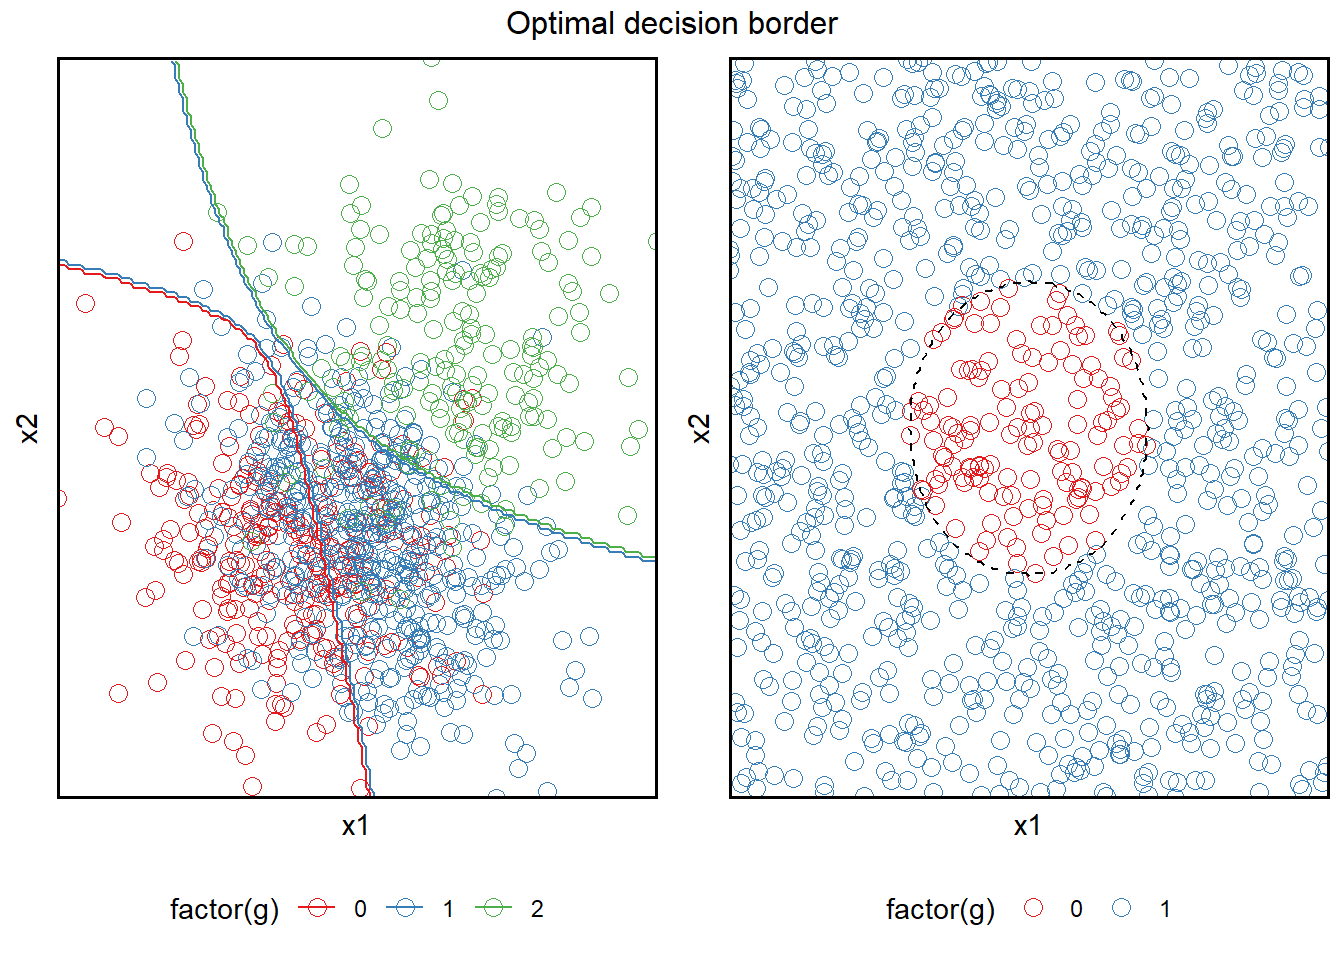 Optimal decision border
x2
x1
factor(g) 0 1 2
x2
x1
factor(g) 0 1